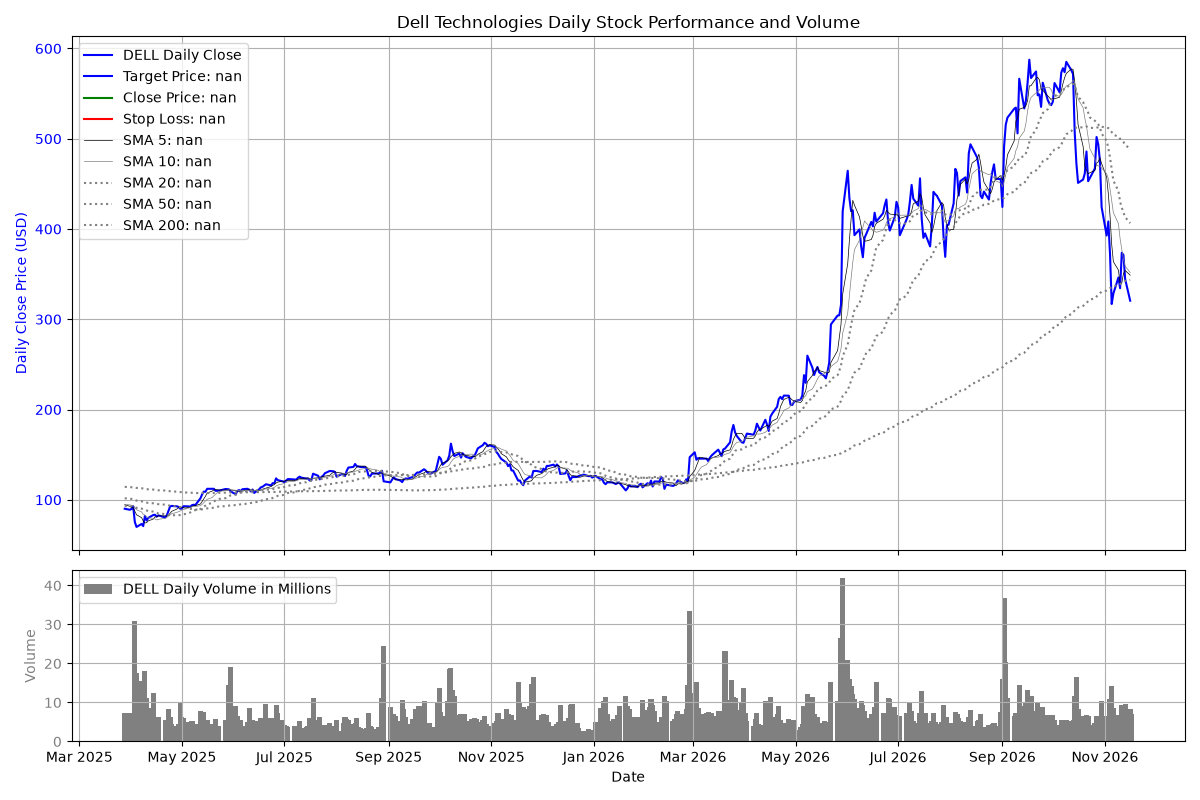 Dell Technologies Daily Stock Performance and Volume
600
500
400
300
200
100
Daily Close Price (USD)
DELL Daily Close
Target Price: nan
Close Price: nan
Stop Loss: nan
SMA 5: nan
SMA 10: nan
SMA 20: nan
SMA 50: nan
SMA 200: nan
40
30
20
10
0
Volume
DELL Daily Volume in Millions
Mar 2025 May 2025 Jul 2025 Sep 2025 Nov 2025 Jan 2026 Mar 2026 May 2026 Jul 2026 Sep 2026 Nov 2026
Date